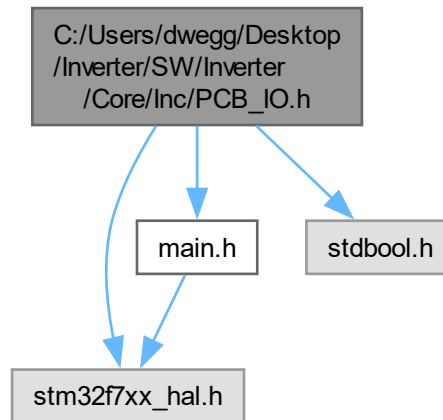 C:/Users/dwegg/Desktop
/Inverter/SW/Inverter
/Core/Inc/PCB_IO.h
main.h
stdbool.h
stm32f7xx_hal.h